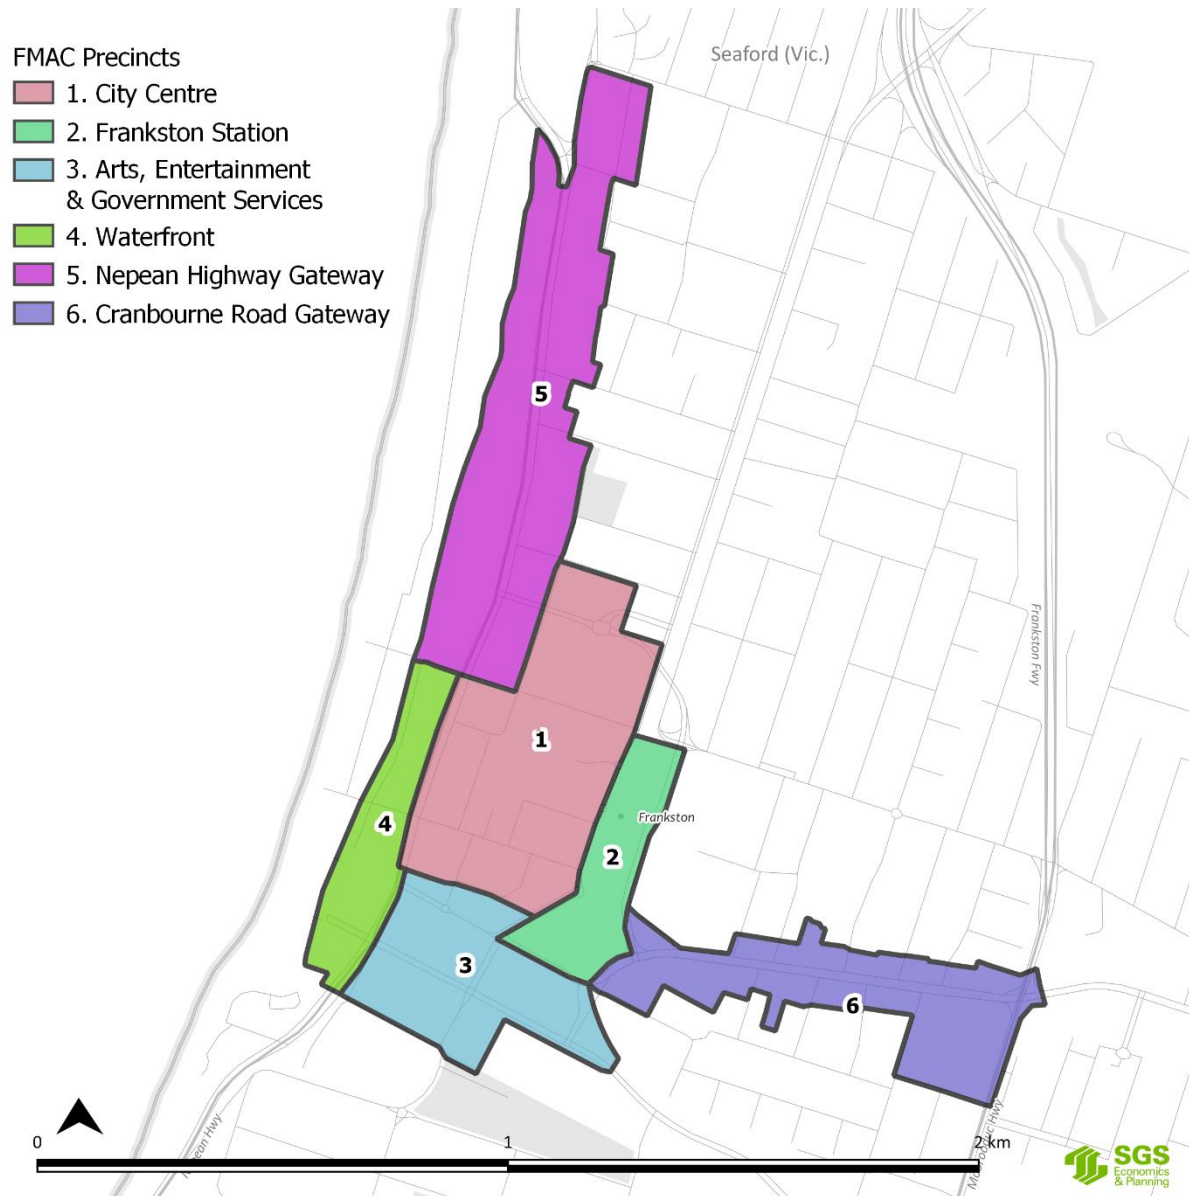 FMAC Precincts
1. City Centre
2. Frankston Station
3. Arts, Entertainment
& Government Services
4. Waterfront
5. Nepean Highway Gateway
6. Cranbourne Road Gateway
Seaford (Vic.)
5
Frankston Fwy
1
Frankston
4
2
3
6
Hwy
Hwy
0
1
2 km
SGS
Economics
& Planning